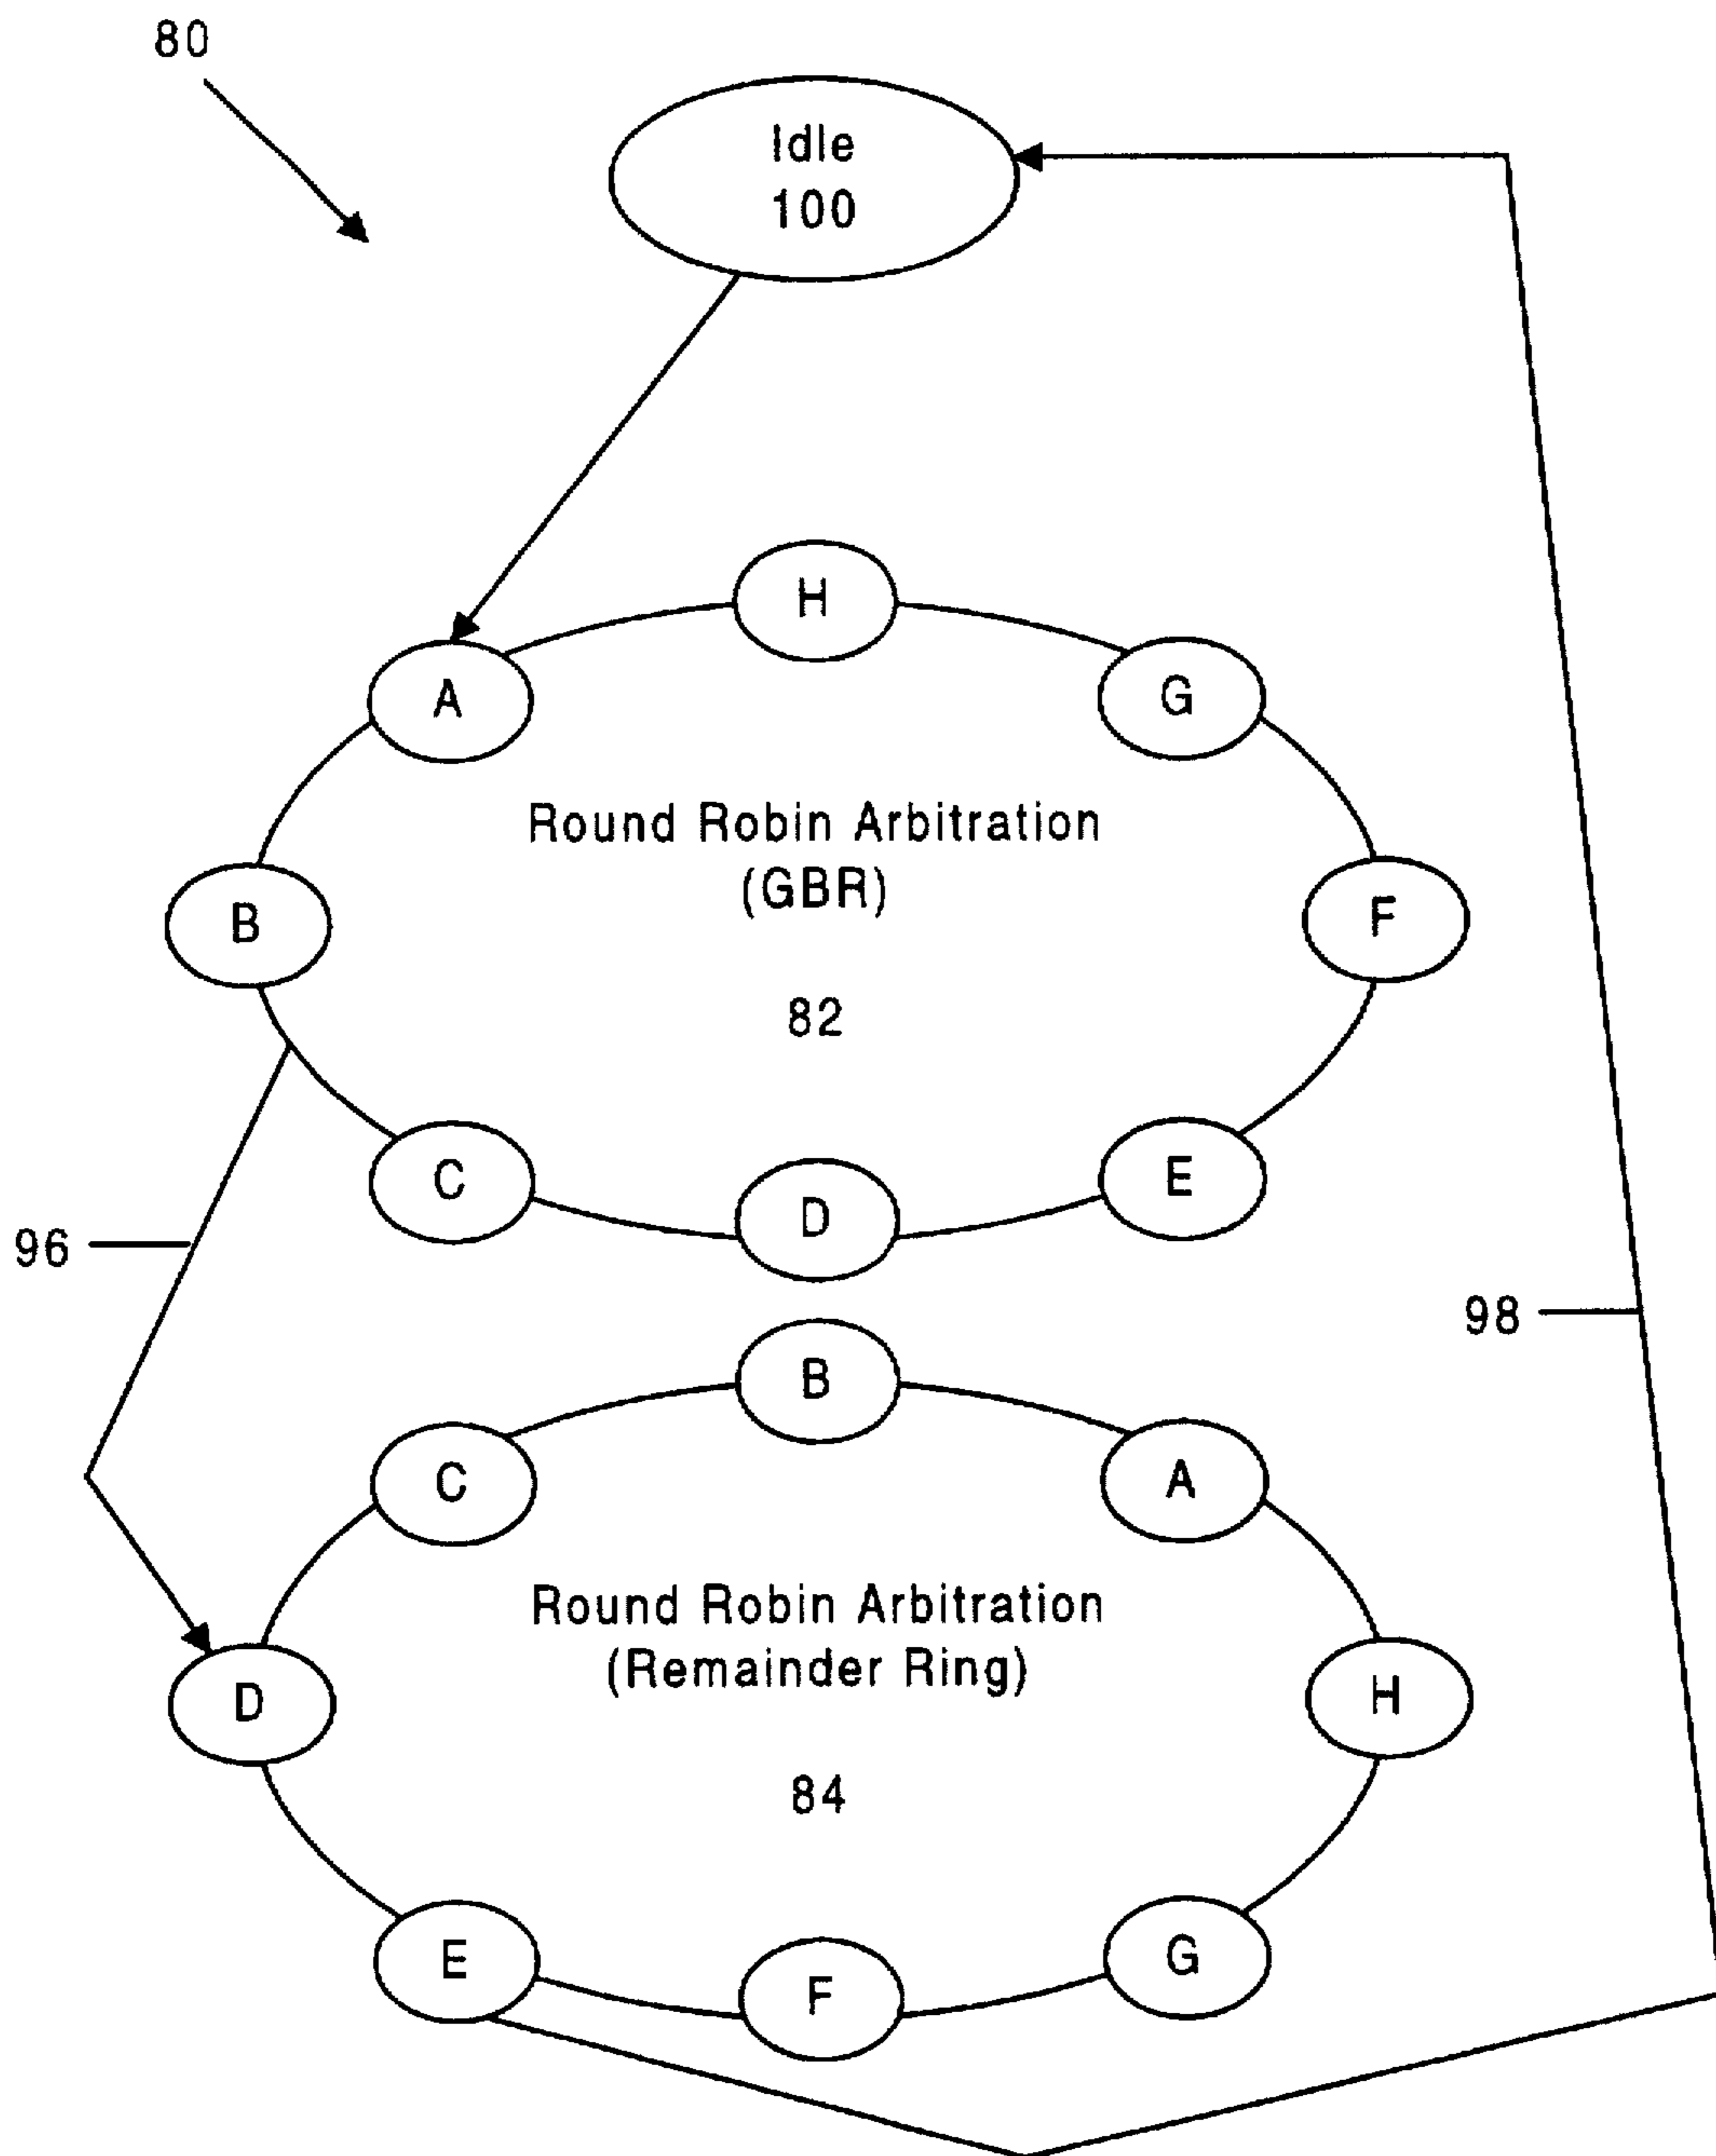 80
Idle
100
H
A
G
Round Robin Arbitration
(GBR)
B
F
82
C
E
D
96
98
B
C
A
Round Robin Arbitration
(Remainder Ring)
D
H
84
E
G
F